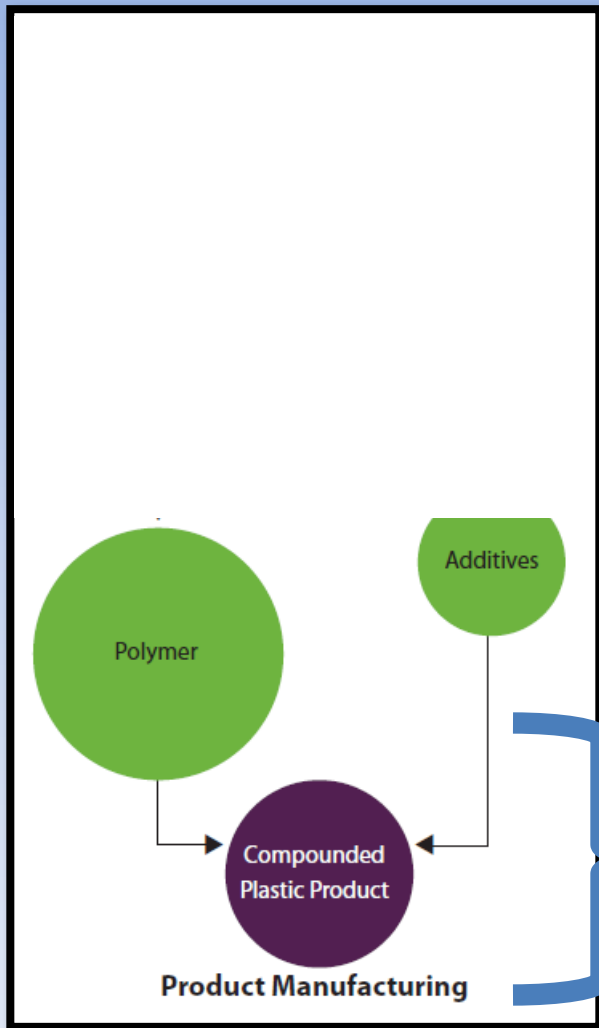 Additives
Polymer
Compounded
Plastic Product
Product Manufacturing